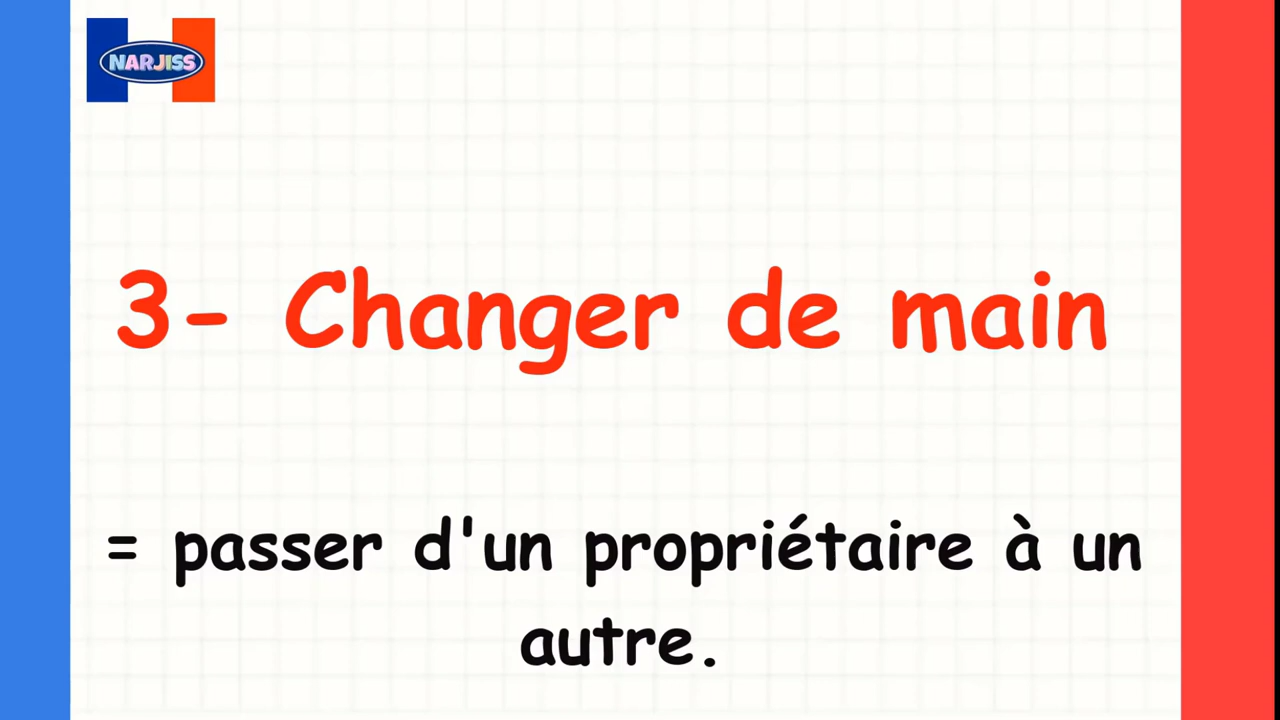 NARJISS
3- Changer de main
= passer d'un propriétaire à un
autre.